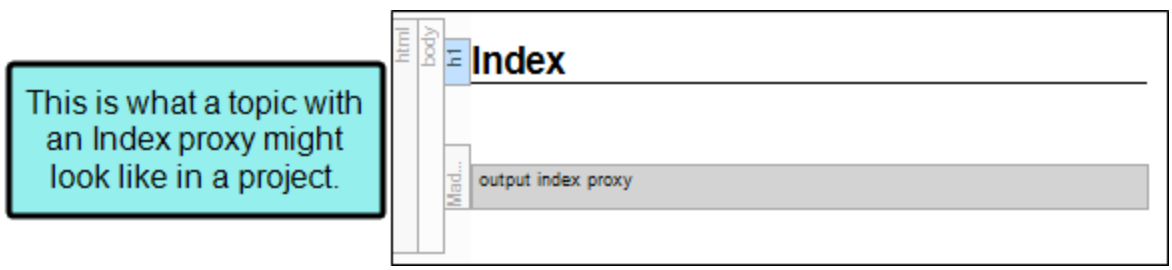 This is what a topic with
an Index proxy might
look like in a project.
html
body
h1
Index
Mad...
output index proxy